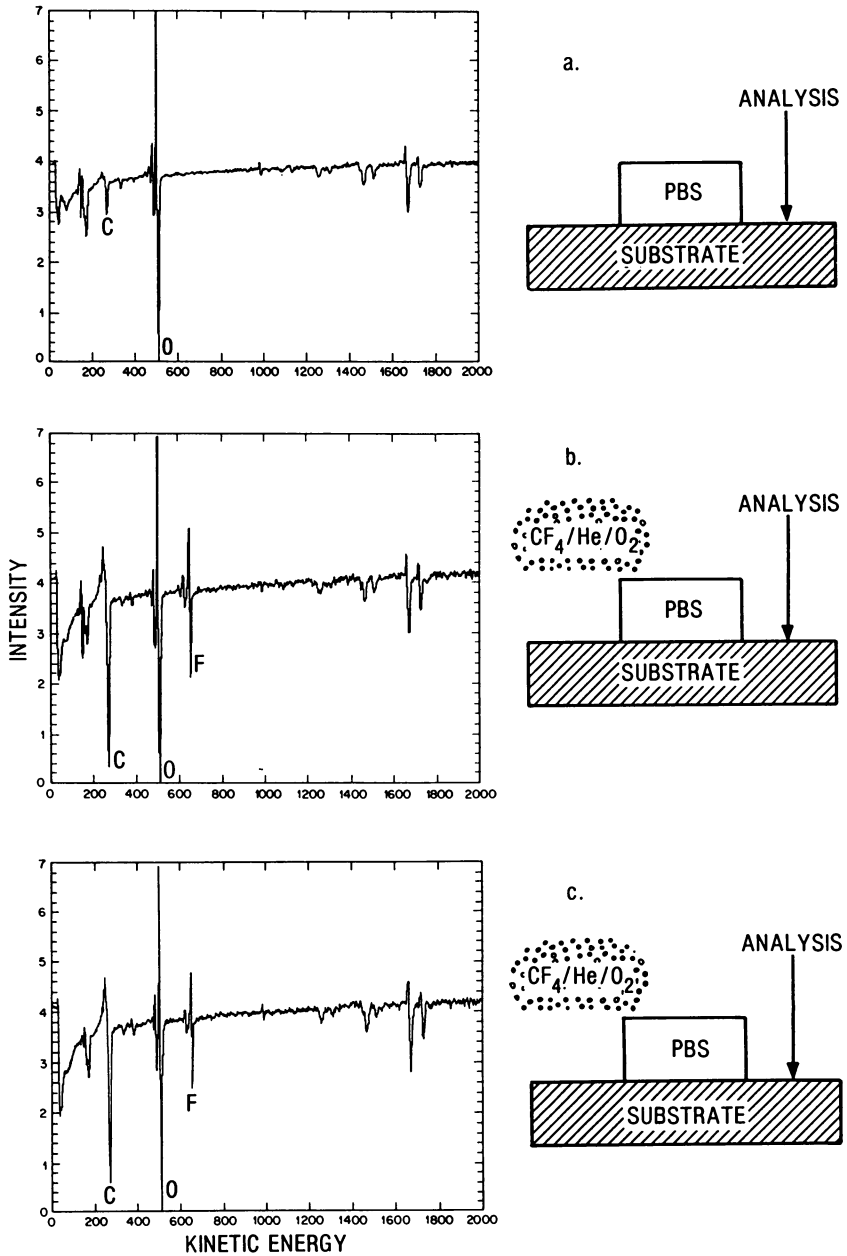 7
6
5
4
3
2
1
0
0 200 400 600 800 1000 1200 1400 1600 1800 2000
C
O
a.
ANALYSIS
PBS
SUBSTRATE
INTENSITY
7
6
5
4
3
2
1
0
0 200 400 600 800 1000 1200 1400 1600 1800 2000
C
O
F
b.
CF4/He/O2
ANALYSIS
PBS
SUBSTRATE
7
6
5
4
3
2
1
0
0 200 400 600 800 1000 1200 1400 1600 1800 2000
C
O
F
KINETIC ENERGY
c.
CF4/He/O2
ANALYSIS
PBS
SUBSTRATE